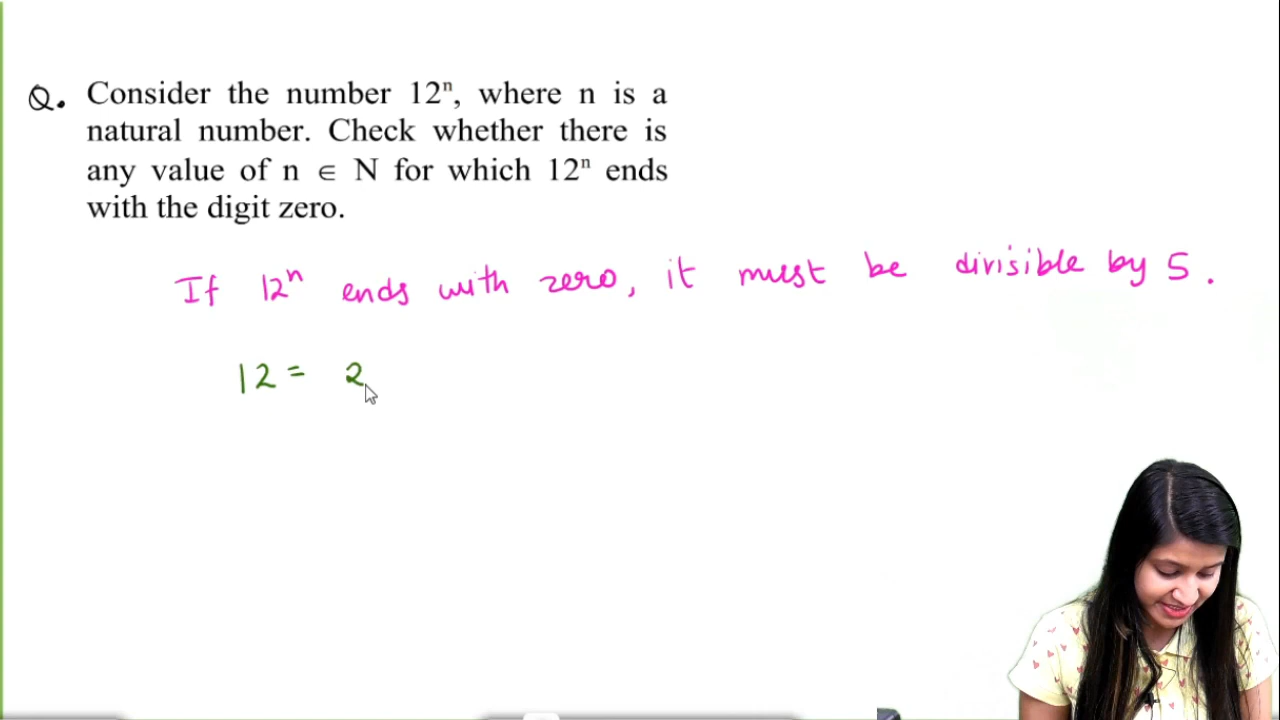 Q. Consider the number 12ⁿ, where n is a
natural number. Check whether there is
any value of n ∈ N for which 12ⁿ ends
with the digit zero.
If 12ⁿ ends with zero, it must be divisible by 5.
12 = 2